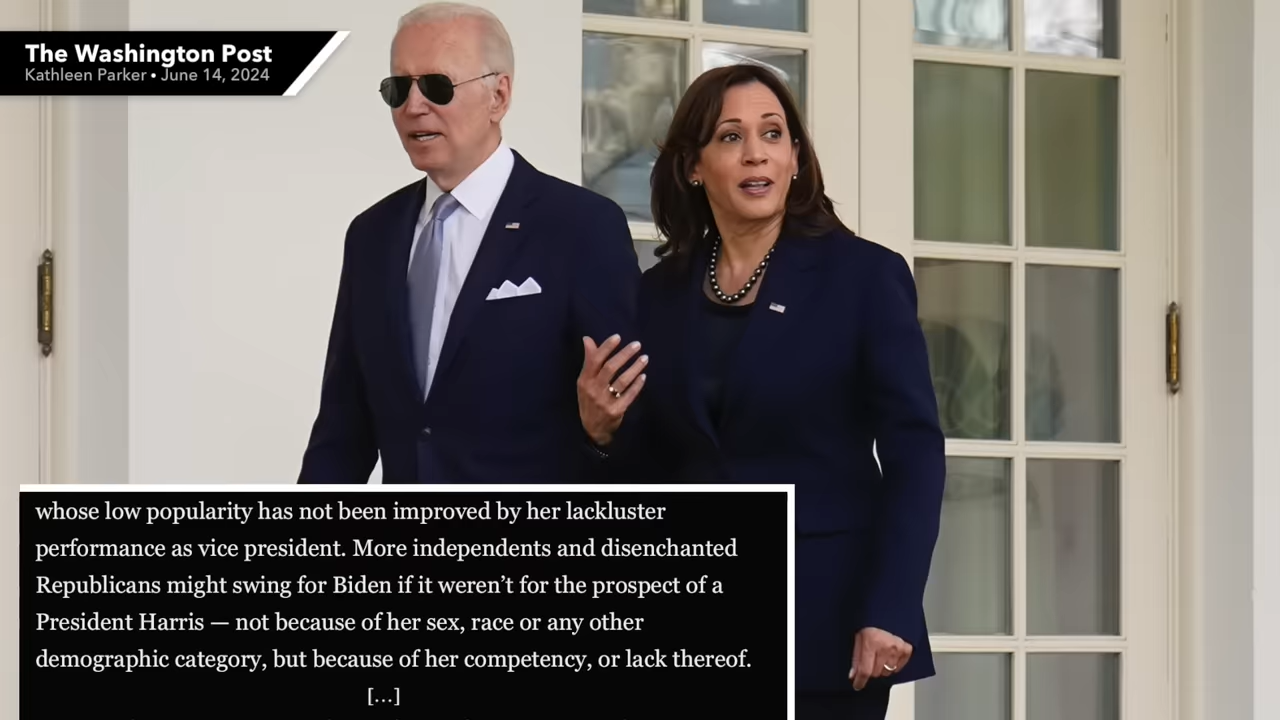 The Washington Post
Kathleen Parker • June 14, 2024
whose low popularity has not been improved by her lackluster
performance as vice president. More independents and disenchanted
Republicans might swing for Biden if it weren’t for the prospect of a
President Harris — not because of her sex, race or any other
demographic category, but because of her competency, or lack thereof.
[...]